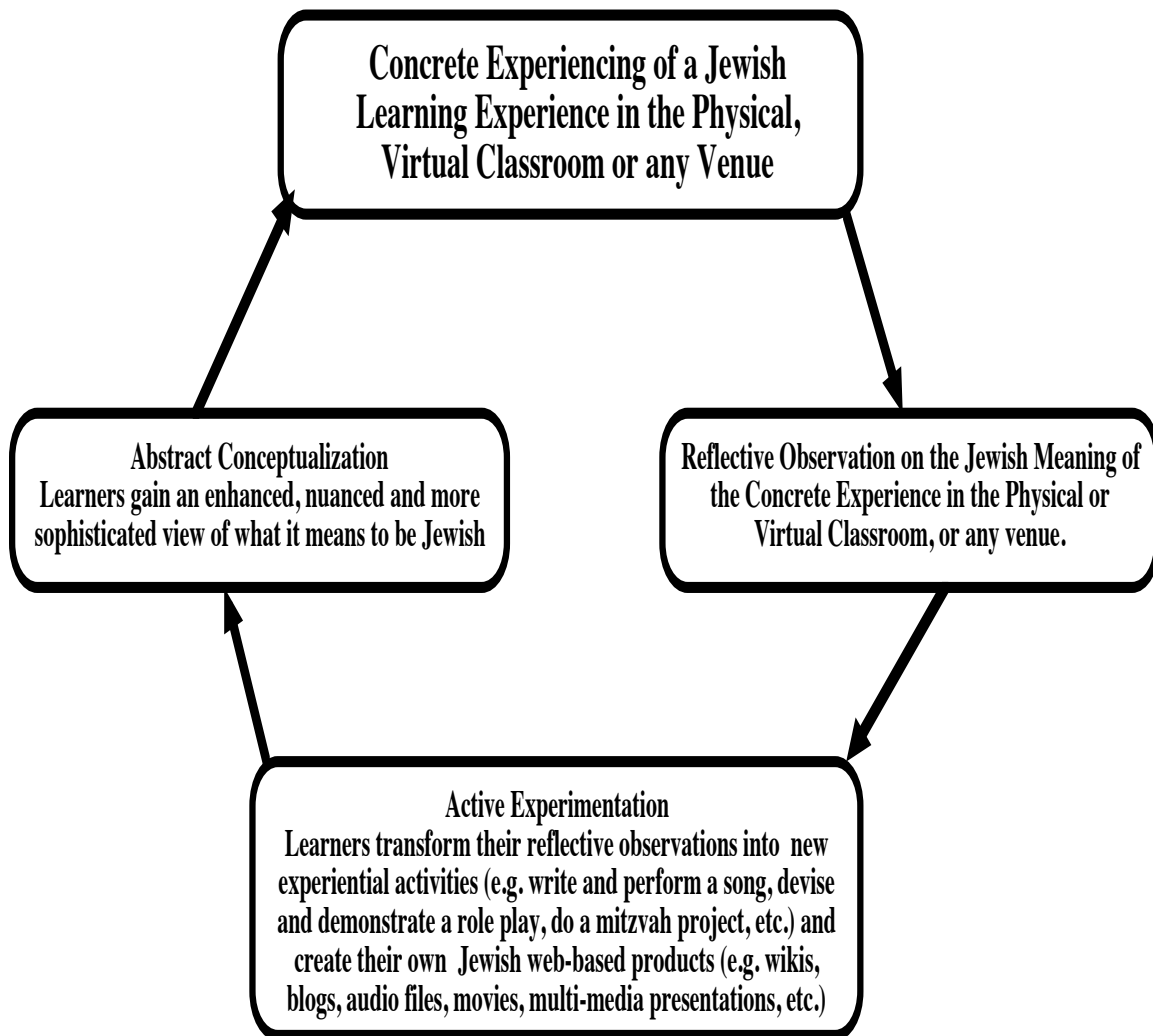 Concrete Experiencing of a Jewish
Learning Experience in the Physical,
Virtual Classroom or any Venue
Reflective Observation on the Jewish Meaning of
the Concrete Experience in the Physical or
Virtual Classroom, or any venue.
Active Experimentation
Learners transform their reflective observations into new
experiential activities (e.g. write and perform a song, devise
and demonstrate a role play, do a mitzvah project, etc.) and
create their own Jewish web-based products (e.g. wikis,
blogs, audio files, movies, multi-media presentations, etc.)
Abstract Conceptualization
Learners gain an enhanced, nuanced and more
sophisticated view of what it means to be Jewish